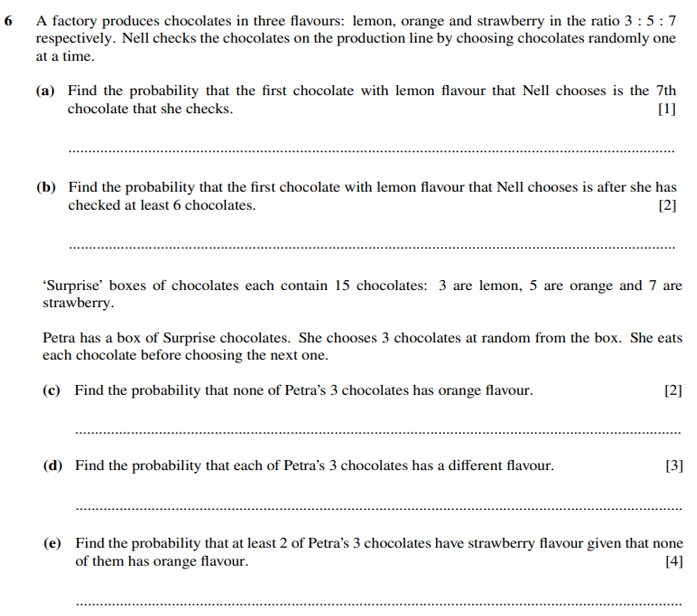 6 A factory produces chocolates in three flavours: lemon, orange and strawberry in the ratio 3 : 5 : 7
respectively. Nell checks the chocolates on the production line by choosing chocolates randomly one
at a time.
(a) Find the probability that the first chocolate with lemon flavour that Nell chooses is the 7th
chocolate that she checks. [1]
(b) Find the probability that the first chocolate with lemon flavour that Nell chooses is after she has
checked at least 6 chocolates. [2]
‘Surprise’ boxes of chocolates each contain 15 chocolates: 3 are lemon, 5 are orange and 7 are
strawberry.
Petra has a box of Surprise chocolates. She chooses 3 chocolates at random from the box. She eats
each chocolate before choosing the next one.
(c) Find the probability that none of Petra’s 3 chocolates has orange flavour. [2]
(d) Find the probability that each of Petra’s 3 chocolates has a different flavour. [3]
(e) Find the probability that at least 2 of Petra’s 3 chocolates have strawberry flavour given that none
of them has orange flavour. [4]